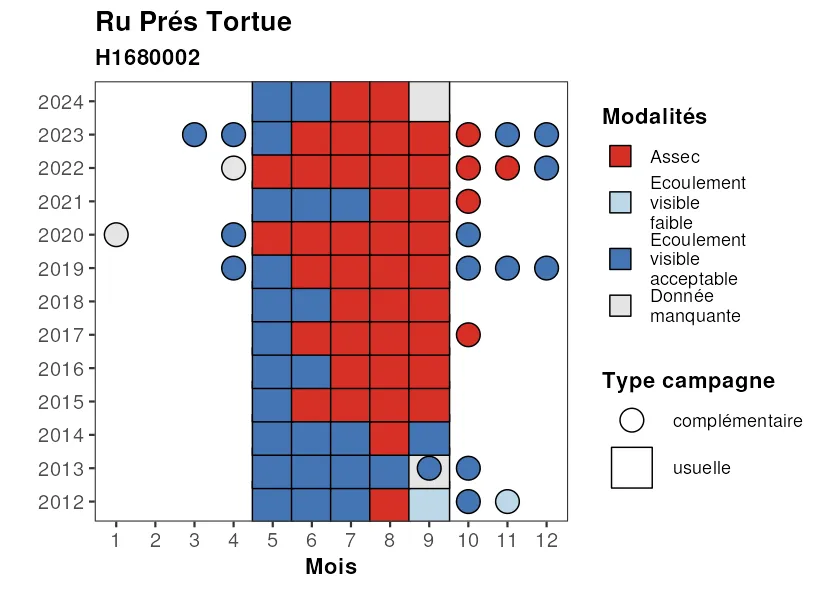 Ru Prés Tortue
H1680002
2024
2023
2022
2021
2020
2019
2018
2017
2016
2015
2014
2013
2012
1 2 3 4 5 6 7 8 9 10 11 12
Mois
Modalités
Assec
Ecoulement
visible
faible
Ecoulement
visible
acceptable
Donnée
manquante
Type campagne
complémentaire
usuelle